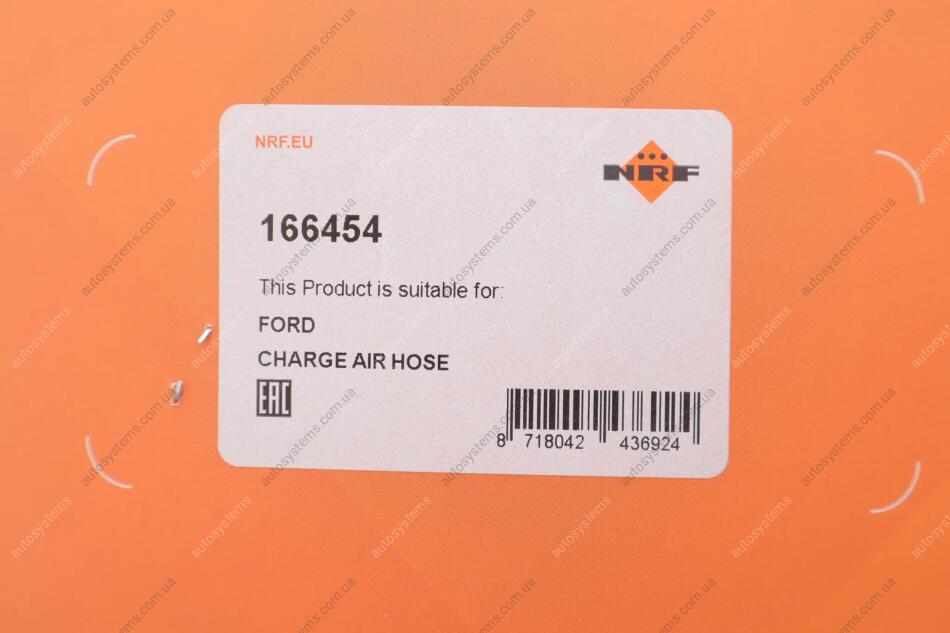 NRF.EU
NRF
166454
This Product is suitable for:
FORD
CHARGE AIR HOSE
EAC
8 718042 436924
autosystems.com.ua
autosystems